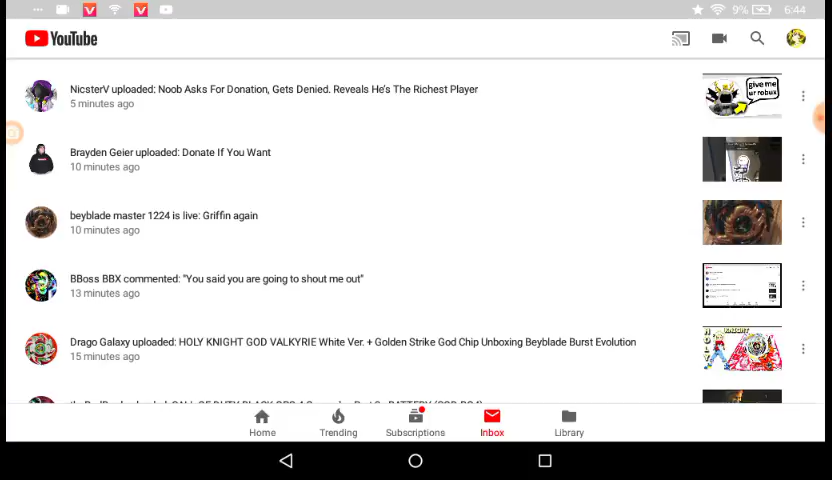 9% 6:44
YouTube
NicsterV uploaded: Noob Asks For Donation, Gets Denied. Reveals He's The Richest Player
5 minutes ago
give me
ur robux
Brayden Geier uploaded: Donate If You Want
10 minutes ago
beyblade master 1224 is live: Griffin again
10 minutes ago
BBoss BBX commented: "You said you are going to shout me out"
13 minutes ago
Drago Galaxy uploaded: HOLY KNIGHT GOD VALKYRIE White Ver. + Golden Strike God Chip Unboxing Beyblade Burst Evolution
15 minutes ago
HOLY
KNIGHT
Home Trending Subscriptions Inbox Library